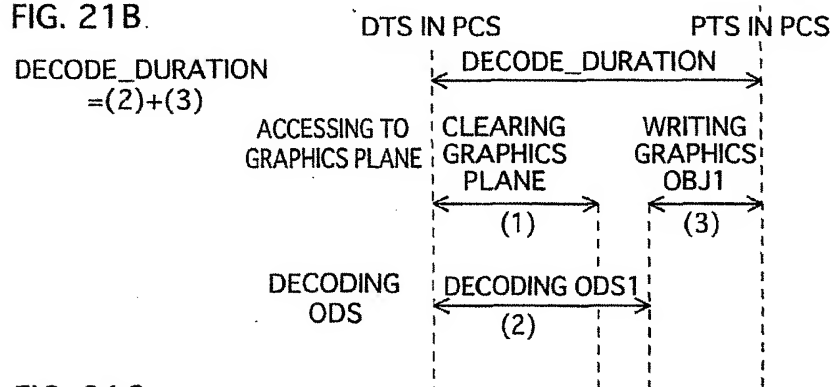 FIG. 21B.
DTS IN PCS
PTS IN PCS
DECODE_DURATION
=(2)+(3)
DECODE_DURATION
ACCESSING TO
GRAPHICS PLANE
CLEARING
GRAPHICS
PLANE
(1)
WRITING
GRAPHICS
OBJ1
(3)
DECODING
ODS
DECODING ODS1
(2)